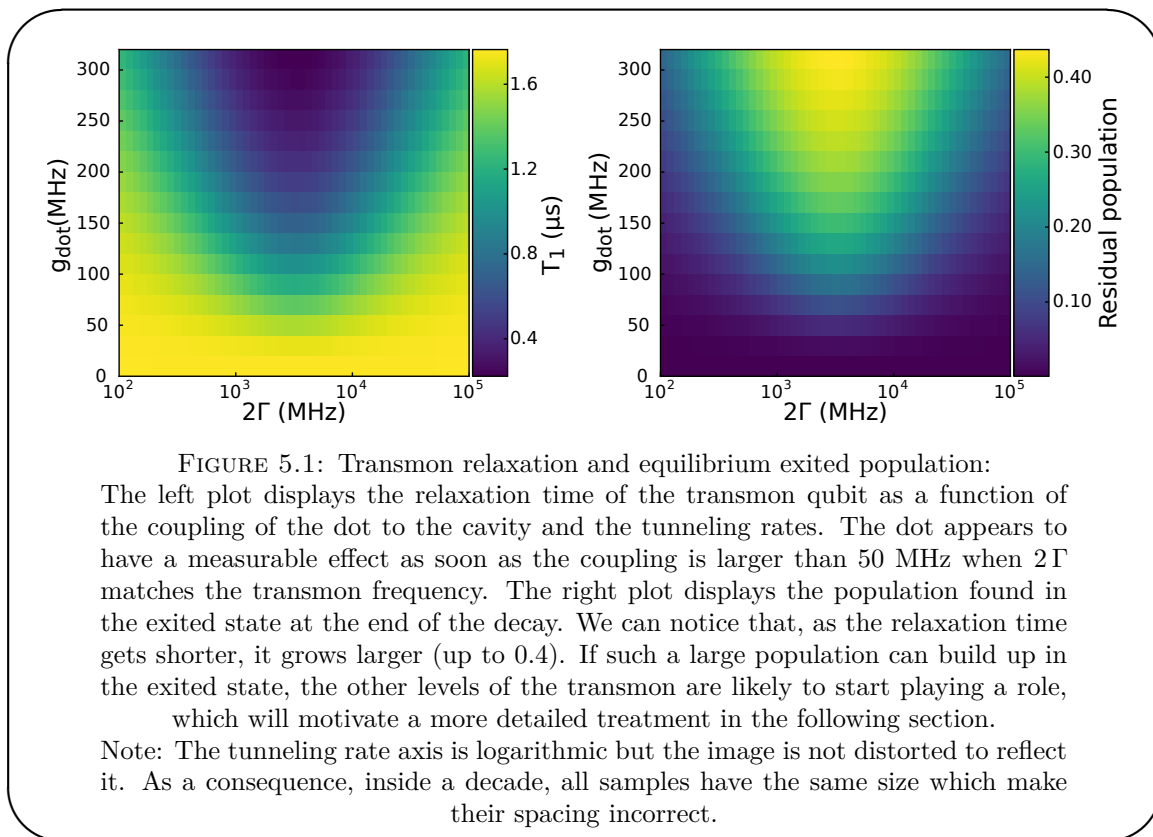 300
250
200
150
100
50
0
g_dot(MHz)
10^2
10^3
10^4
10^5
2Γ (MHz)
1.6
1.2
0.8
0.4
T_1 (μs)
300
250
200
150
100
50
0
g_dot (MHz)
10^2
10^3
10^4
10^5
2Γ (MHz)
0.40
0.30
0.20
0.10
Residual population
FIGURE 5.1: Transmon relaxation and equilibrium exited population:
The left plot displays the relaxation time of the transmon qubit as a function of
the coupling of the dot to the cavity and the tunneling rates. The dot appears to
have a measurable effect as soon as the coupling is larger than 50 MHz when 2 Γ
matches the transmon frequency. The right plot displays the population found in
the exited state at the end of the decay. We can notice that, as the relaxation time
gets shorter, it grows larger (up to 0.4). If such a large population can build up in
the exited state, the other levels of the transmon are likely to start playing a role,
which will motivate a more detailed treatment in the following section.
Note: The tunneling rate axis is logarithmic but the image is not distorted to reflect
it. As a consequence, inside a decade, all samples have the same size which make
their spacing incorrect.